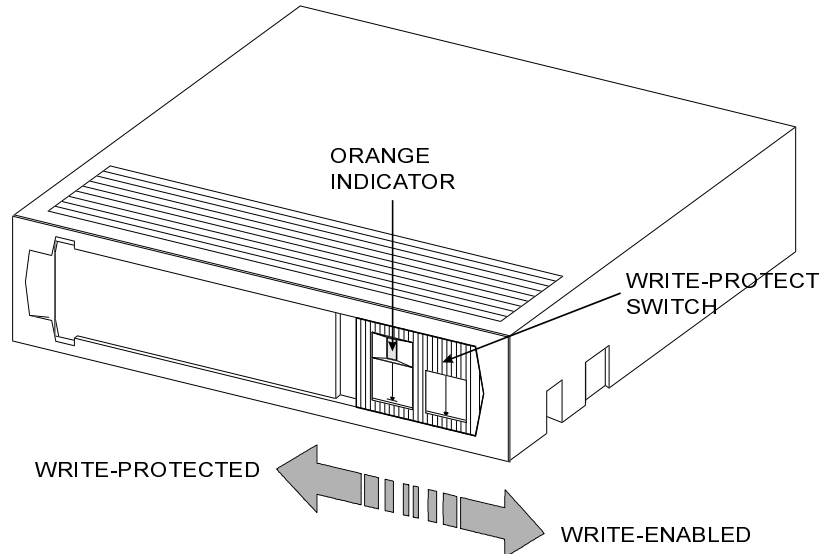 ORANGE
INDICATOR
WRITE-PROTECT
SWITCH
WRITE-PROTECTED
WRITE-ENABLED